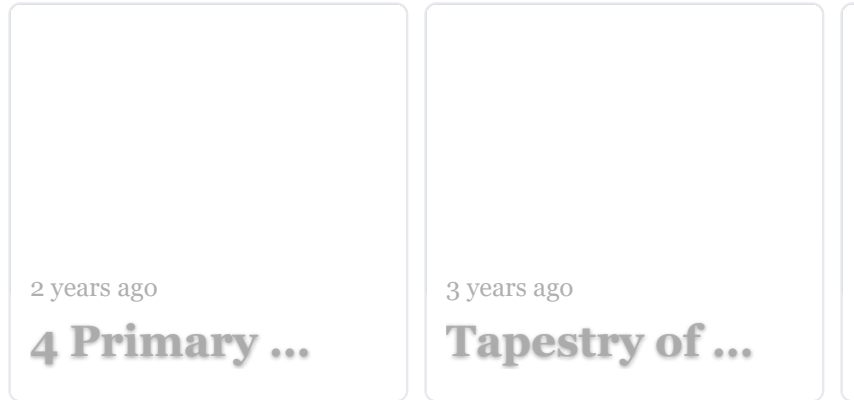 2 years ago
4 Primary ...
3 years ago
Tapestry of ...